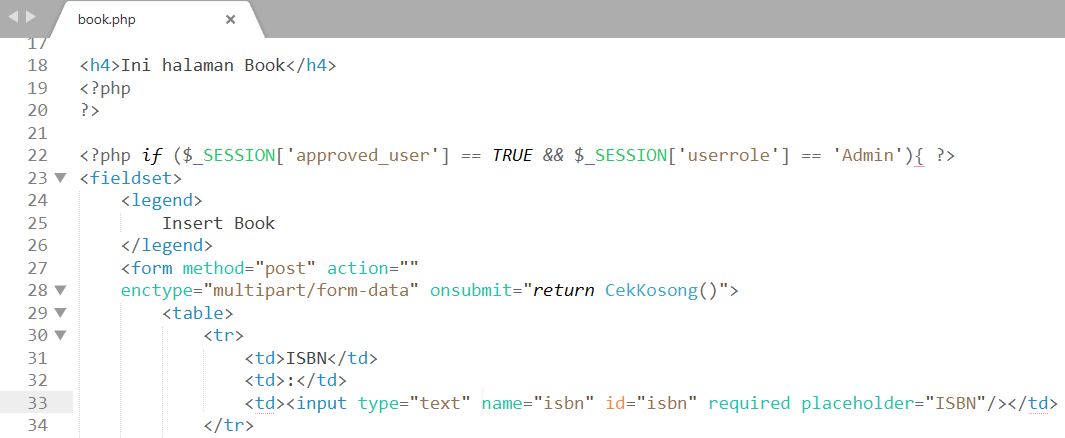 book.php ×
17
18 <h4>Ini halaman Book</h4>
19 <?php
20 ?>
21
22 <?php if ($_SESSION['approved_user'] == TRUE && $_SESSION['userrole'] == 'Admin'){ ?>
23 <fieldset>
24 <legend>
25 Insert Book
26 </legend>
27 <form method="post" action=""
28 enctype="multipart/form-data" onsubmit="return CekKosong()">
29 <table>
30 <tr>
31 <td>ISBN</td>
32 <td>:</td>
33 <td><input type="text" name="isbn" id="isbn" required placeholder="ISBN"/></td>
34 </tr>